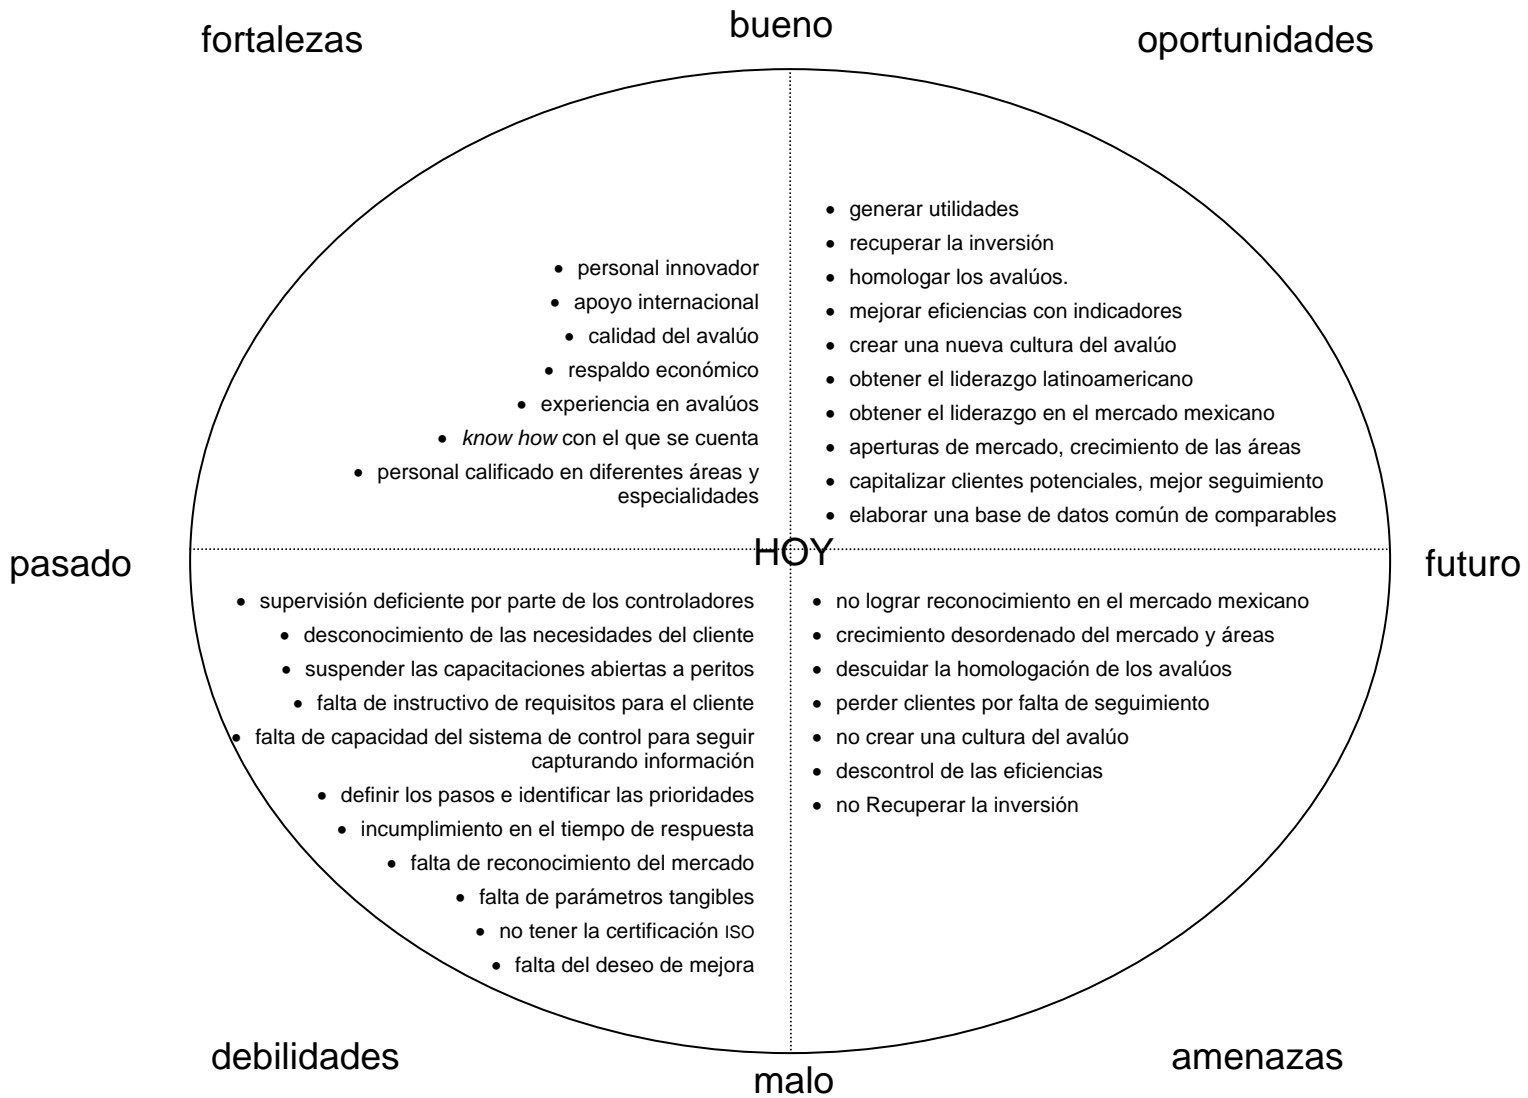 bueno
fortalezas
oportunidades
• personal innovador
• apoyo internacional
• calidad del avalúo
• respaldo económico
• experiencia en avalúos
• know how con el que se cuenta
• personal calificado en diferentes áreas y
especialidades
• generar utilidades
• recuperar la inversión
• homologar los avalúos.
• mejorar eficiencias con indicadores
• crear una nueva cultura del avalúo
• obtener el liderazgo latinoamericano
• obtener el liderazgo en el mercado mexicano
• aperturas de mercado, crecimiento de las áreas
• capitalizar clientes potenciales, mejor seguimiento
• elaborar una base de datos común de comparables
pasado
HOY
futuro
• supervisión deficiente por parte de los controladores
• desconocimiento de las necesidades del cliente
• suspender las capacitaciones abiertas a peritos
• falta de instructivo de requisitos para el cliente
• falta de capacidad del sistema de control para seguir
capturando información
• definir los pasos e identificar las prioridades
• incumplimiento en el tiempo de respuesta
• falta de reconocimiento del mercado
• falta de parámetros tangibles
• no tener la certificación ISO
• falta del deseo de mejora
• no lograr reconocimiento en el mercado mexicano
• crecimiento desordenado del mercado y áreas
• descuidar la homologación de los avalúos
• perder clientes por falta de seguimiento
• no crear una cultura del avalúo
• descontrol de las eficiencias
• no Recuperar la inversión
debilidades
amenazas
malo